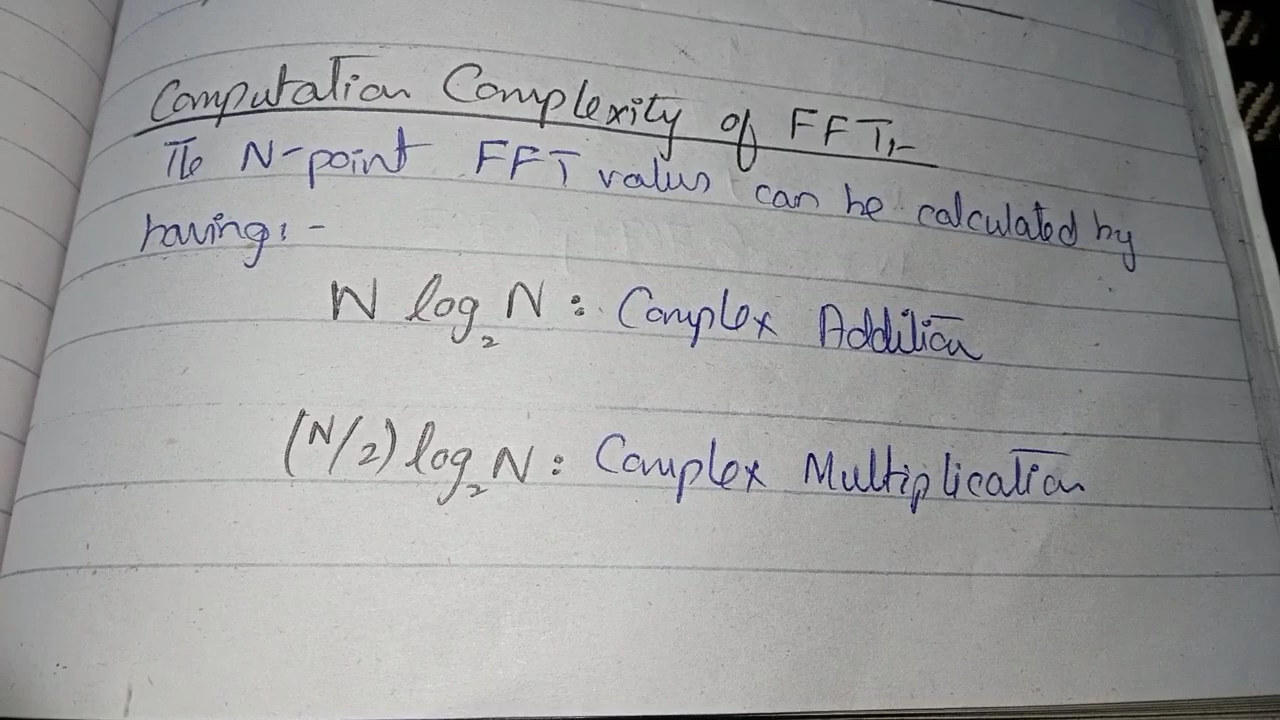 Computation Complexity of FFT:-
The N-point FFT values can be calculated by
having:-
N log₂ N : Complex Addition
(N/2) log₂ N : Complex Multiplication